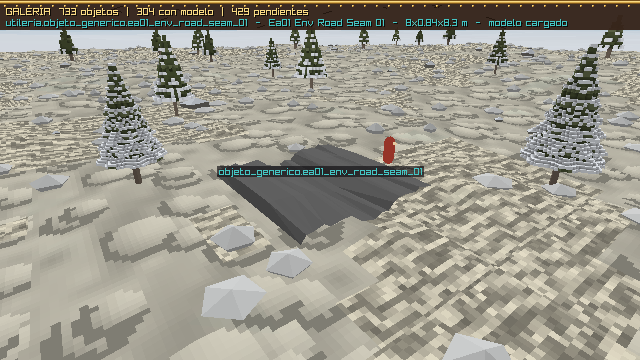 GALERIA 733 objetos | 304 con modelo | 429 pendientes
utileria.objeto_generico.ea01_env_road_seam_01 - Ea01 Env Road Seam 01 - 8x0.84x8.3 m - modelo cargado
objeto_generico.ea01_env_road_seam_01